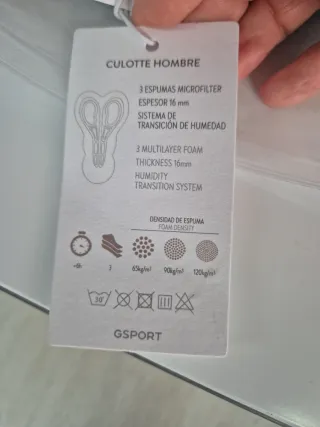 CULOTTE HOMBRE
3 ESPUMAS MICROFILTER
ESPESOR 16 mm
SISTEMA DE
TRANSICIÓN DE HUMEDAD
3 MULTILAYER FOAM
THICKNESS 16mm
HUMIDITY
TRANSITION SYSTEM
DENSIDAD DE ESPUMA
FOAM DENSITY
3 65kg/m³ 90kg/m³ 120kg/m³
30°
GSPORT